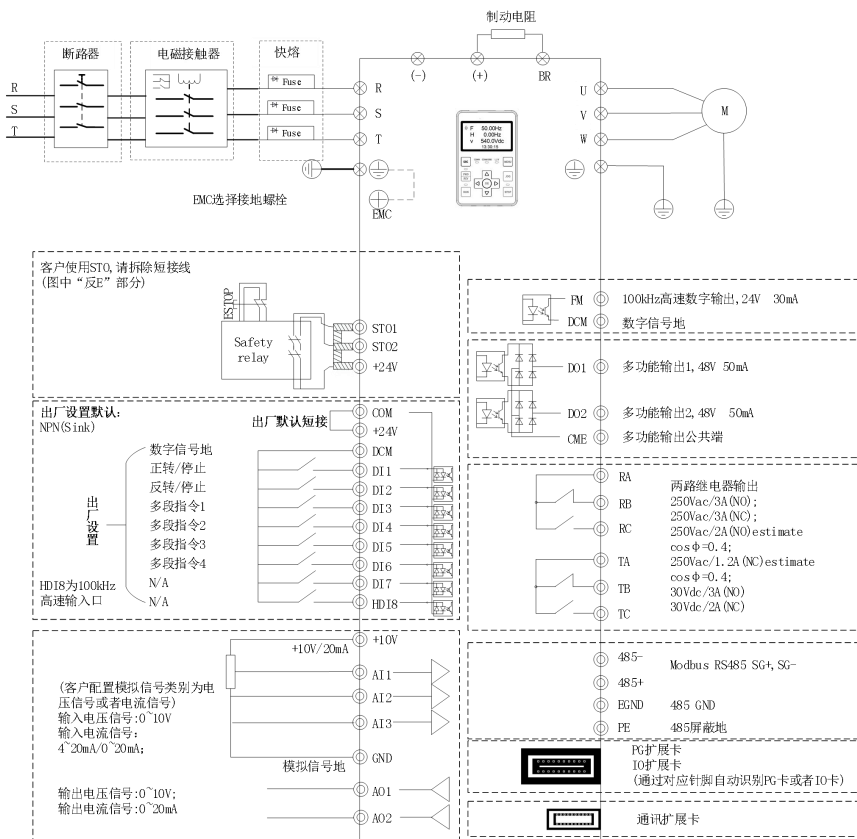 制动电阻
断路器
电磁接触器
快熔
(-)
(+)
BR
R
S
T
Fuse
Fuse
Fuse
R
S
T
U
V
W
M
F 50.00Hz
H 0.00Hz
V 540.0Vdc
EMC选择接地螺栓
EMC
客户使用STO,请拆除短接线
(图中“反E”部分)
ESTOP
Safety
relay
STO1
STO2
+24V
FM
100kHz高速数字输出,24V 30mA
DCM
数字信号地
DO1
多功能输出1,48V 50mA
DO2
多功能输出2,48V 50mA
CME
多功能输出公共端
出厂设置默认:
NPN(Sink)
出厂默认短接
COM
+24V
数字信号地
DCM
正转/停止
DI1
反转/停止
DI2
多段指令1
DI3
多段指令2
DI4
多段指令3
DI5
多段指令4
DI6
N/A
DI7
N/A
HDI8
出厂设置
HDI8为100kHz
高速输入口
RA
RB
RC
TA
TB
TC
两路继电器输出
250Vac/3A(NO);
250Vac/3A(NC);
250Vac/2A(NO)estimate
cosφ=0.4;
250Vac/1.2A(NC)estimate
cosφ=0.4;
30Vdc/3A(NO)
30Vdc/2A(NC)
+10V/20mA
+10V
AI1
AI2
AI3
GND
模拟信号地
(客户配置模拟信号类别为电
压信号或者电流信号)
输入电压信号:0~10V
输入电流信号:
4~20mA/0~20mA;
输出电压信号:0~10V;
输出电流信号:0~20mA
AO1
AO2
485-
485+
Modbus RS485 SG+,SG-
EGND
485 GND
PE
485屏蔽地
PG扩展卡
IO扩展卡
(通过对应针脚自动识别PG卡或者IO卡)
通讯扩展卡